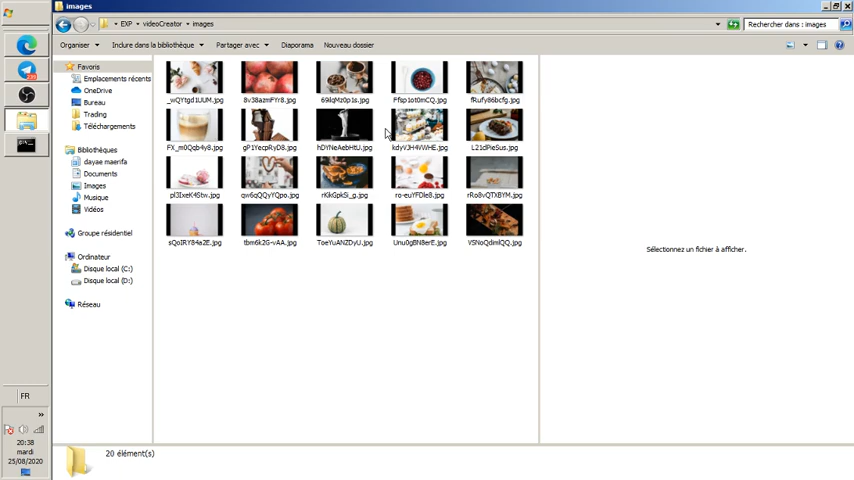 images
EXP
videoCreator
images
Rechercher dans : images
Organiser
Indure dans la bibliothèque
Partager avec
Diaporama
Nouveau dossier
Favoris
Emplacements récents
OneDrive
Bureau
Trading
Téléchargements
Bibliothèques
dayae maerifa
Documents
Images
Musique
Vidéos
Groupe résidentiel
Ordinateur
Disque local (C:)
Disque local (D:)
Réseau
_wQYtgd1UUM.jpg
8v38azmFYr8.jpg
69ilqMz0p1s.jpg
Pfsp1ot0mCQ.jpg
fRufy86bcfg.jpg
FX_m0Qqb4y8.jpg
gP1YecpRyD8.jpg
hDYNeAebHtU.jpg
kdyVJH4VWHE.jpg
L21dPieSus.jpg
pl3IxeK4Stw.jpg
qw6qQQyYQpo.jpg
rKikGpkSi_g.jpg
ro-euYFDle8.jpg
rRo8vQTXBYM.jpg
sQoIRY84a2E.jpg
tbm6k2G-vAA.jpg
ToeYuANZDyU.jpg
Unu0gBN8erE.jpg
VSNoQdimlQQ.jpg
Sélectionnez un fichier à afficher.
20 élément(s)
239
FR
20:38
mardi
25/08/2020